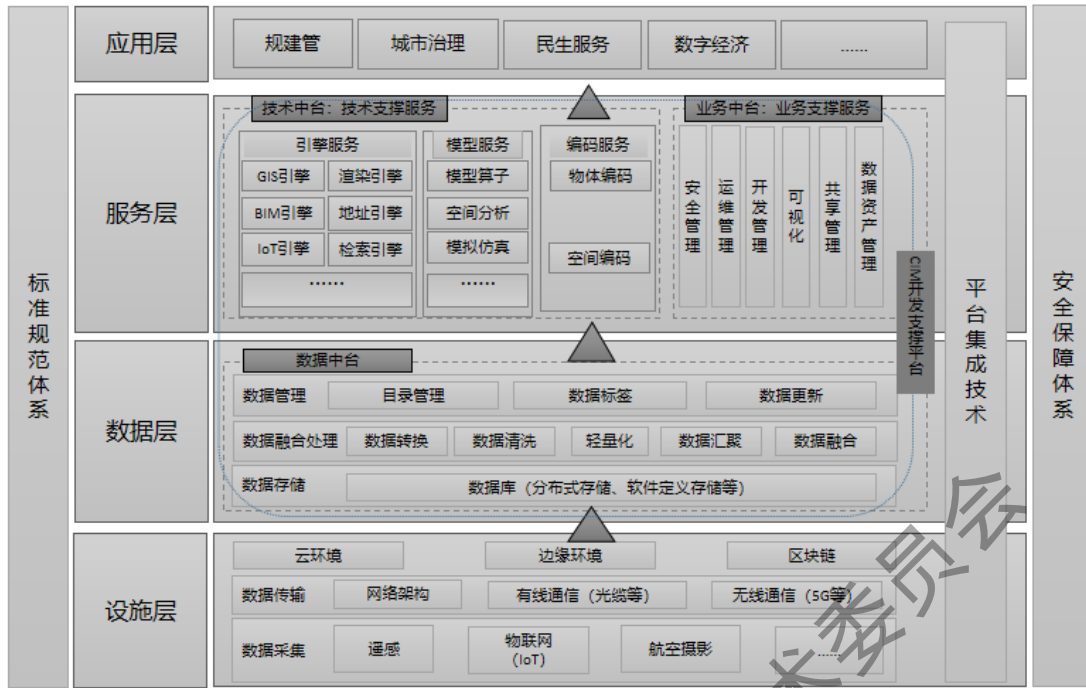 标准规范体系
应用层
规建管
城市治理
民生服务
数字经济
……
服务层
技术中台：技术支撑服务
引擎服务
GIS引擎
渲染引擎
BIM引擎
地址引擎
IoT引擎
检索引擎
……
模型服务
模型算子
空间分析
模拟仿真
……
编码服务
物体编码
空间编码
业务中台：业务支撑服务
安全管理
运维管理
开发管理
可视化
共享管理
数据资产管理
CIM开发支撑平台
数据层
数据中台
数据管理
目录管理
数据标签
数据更新
数据融合处理
数据转换
数据清洗
轻量化
数据汇聚
数据融合
数据存储
数据库（分布式存储、软件定义存储等）
设施层
云环境
边缘环境
区块链
数据传输
网络架构
有线通信（光缆等）
无线通信（5G等）
数据采集
遥感
物联网
(IoT)
航空摄影
……
平台集成技术
安全保障体系
术委员会